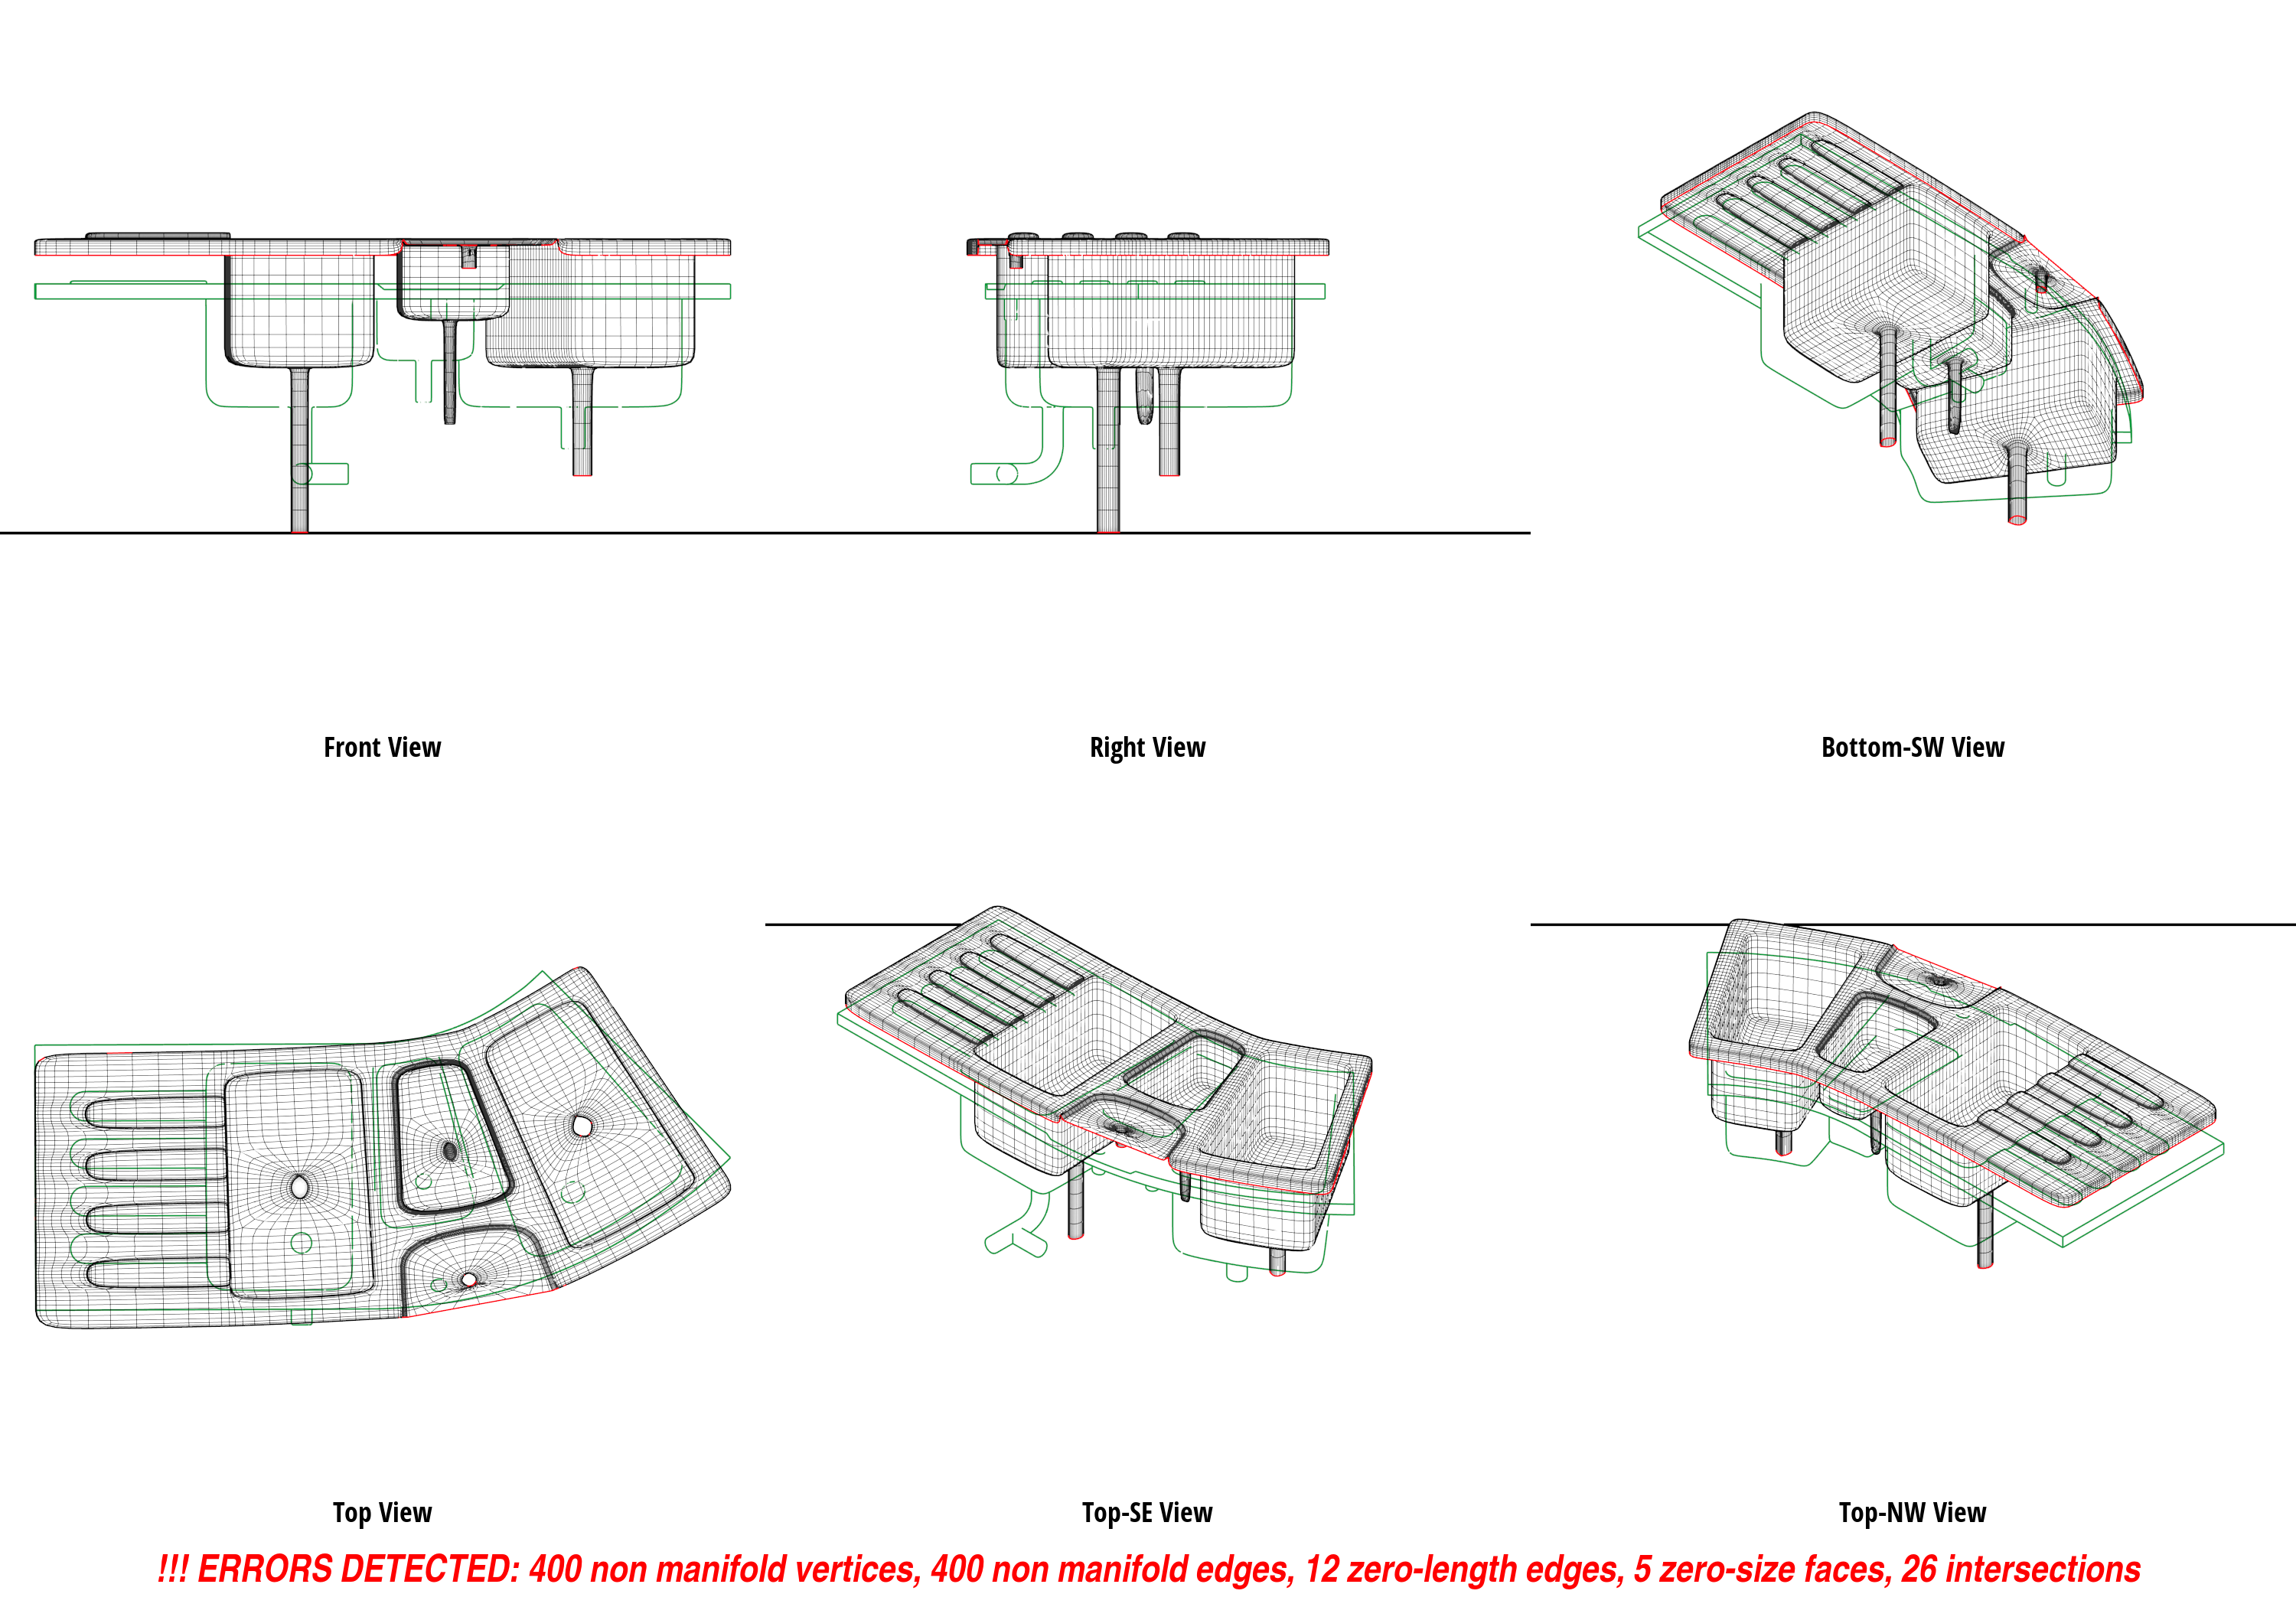 Front View
Right View
Bottom-SW View
Top View
Top-SE View
Top-NW View
!!! ERRORS DETECTED: 400 non manifold vertices, 400 non manifold edges, 12 zero-length edges, 5 zero-size faces, 26 intersections